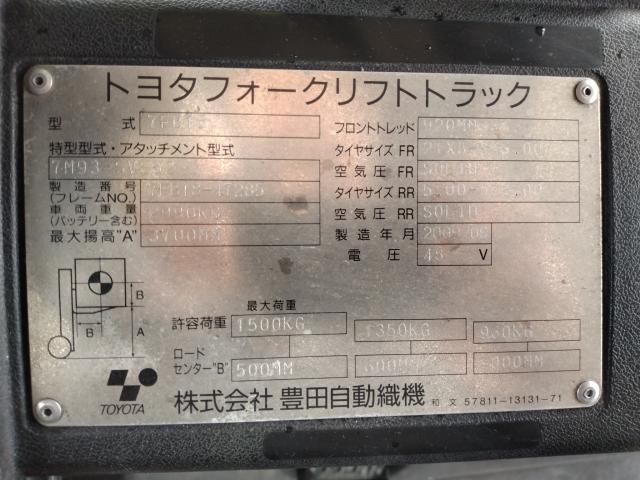 トヨタフォークリフトトラック
型 式
フロントトレッド 920MM
特型型式・アタッチメント型式
タイヤサイズ FR
空気圧 FR
製造番号
(フレームNO.)
タイヤサイズ RR
車両重量
(バッテリー含む)
空気圧 RR SOLID
最大揚高"A" 3700MM
製造年月 2009/09
電圧 48 V
B
B
A
最大荷重
許容荷重 1500KG 1350KG 930KG
ロード
センター"B" 500MM 600MM
TOYOTA
株式会社 豊田自動織機
和文 57811-13131-71